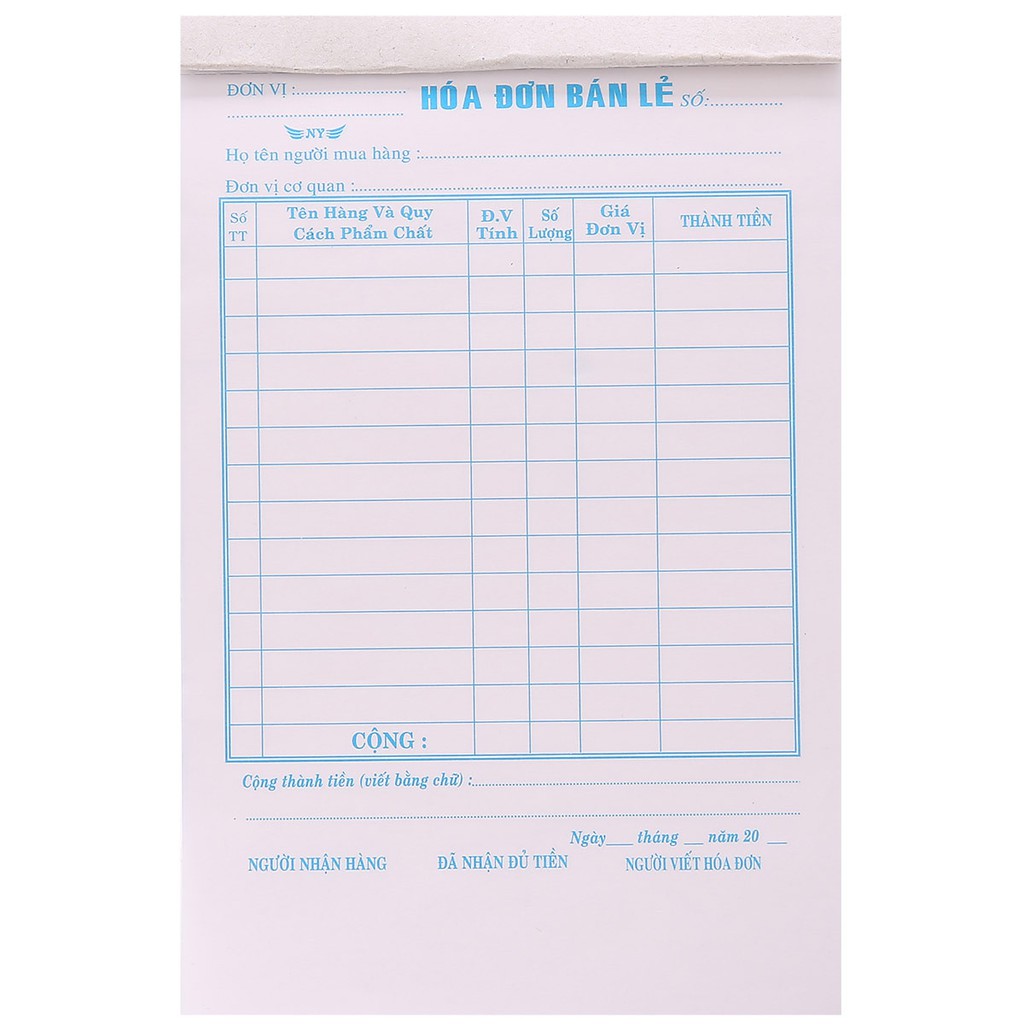 ĐƠN VỊ :.................... HÓA ĐƠN BÁN LẺ SỐ:................
........................................
NY
Họ tên người mua hàng :................................................................
Đơn vị cơ quan :................................................................
Số TT Tên Hàng Và Quy Cách Phẩm Chất Đ.V Tính Số Lượng Giá Đơn Vị THÀNH TIỀN
CỘNG :
Cộng thành tiền (viết bằng chữ) :................................................................
................................................................
Ngày___ tháng __ năm 20 __
NGƯỜI NHẬN HÀNG ĐÃ NHẬN ĐỦ TIỀN NGƯỜI VIẾT HÓA ĐƠN